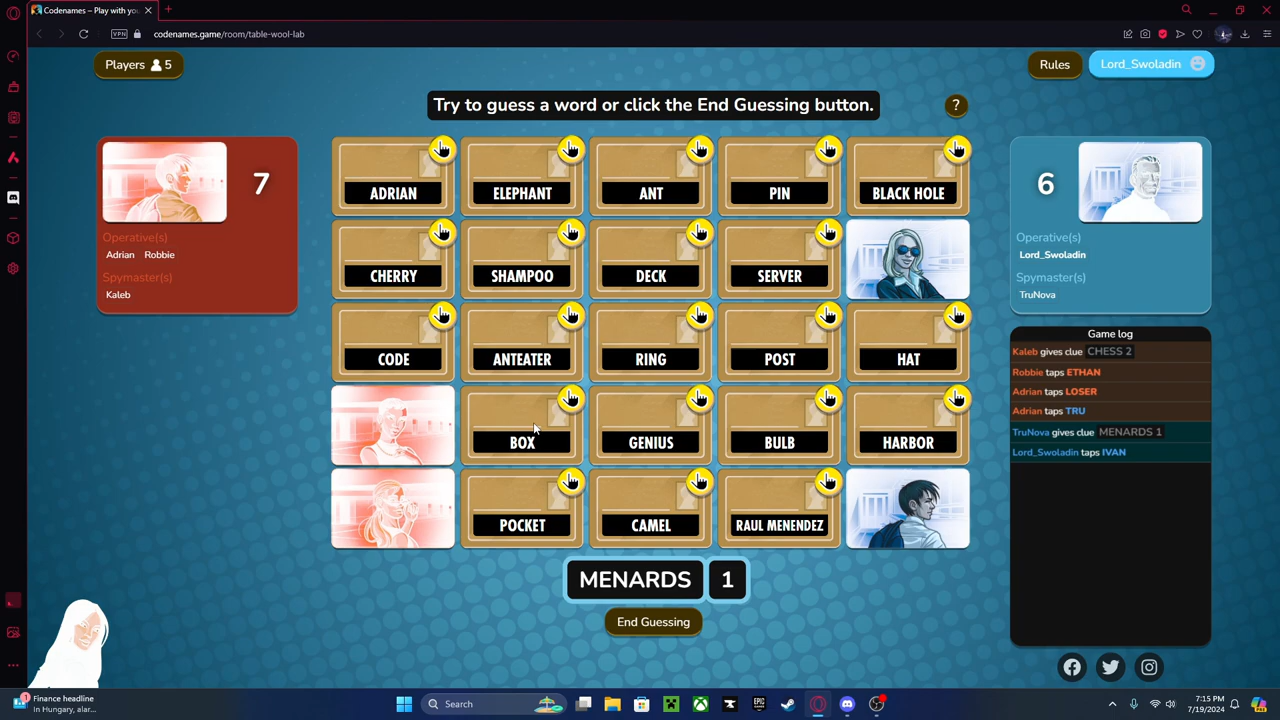 Codenames – Play with yo
VPN
codenames.game/room/table-wool-lab
Players 5
Rules
Lord_Swoladin
Try to guess a word or click the End Guessing button.
?
7
Operative(s)
Adrian Robbie
Spymaster(s)
Kaleb
ADRIAN
ELEPHANT
ANT
PIN
BLACK HOLE
CHERRY
SHAMPOO
DECK
SERVER
CODE
ANTEATER
RING
POST
HAT
BOX
GENIUS
BULB
HARBOR
POCKET
CAMEL
RAUL MENENDEZ
6
Operative(s)
Lord_Swoladin
Spymaster(s)
TruNova
Game log
Kaleb gives clue CHESS 2
Robbie taps ETHAN
Adrian taps LOSER
Adrian taps TRU
TruNova gives clue MENARDS 1
Lord_Swoladin taps IVAN
MENARDS 1
End Guessing
1
Finance headline
In Hungary, alar...
Search
EPIC
GAMES
7:15 PM
7/19/2024